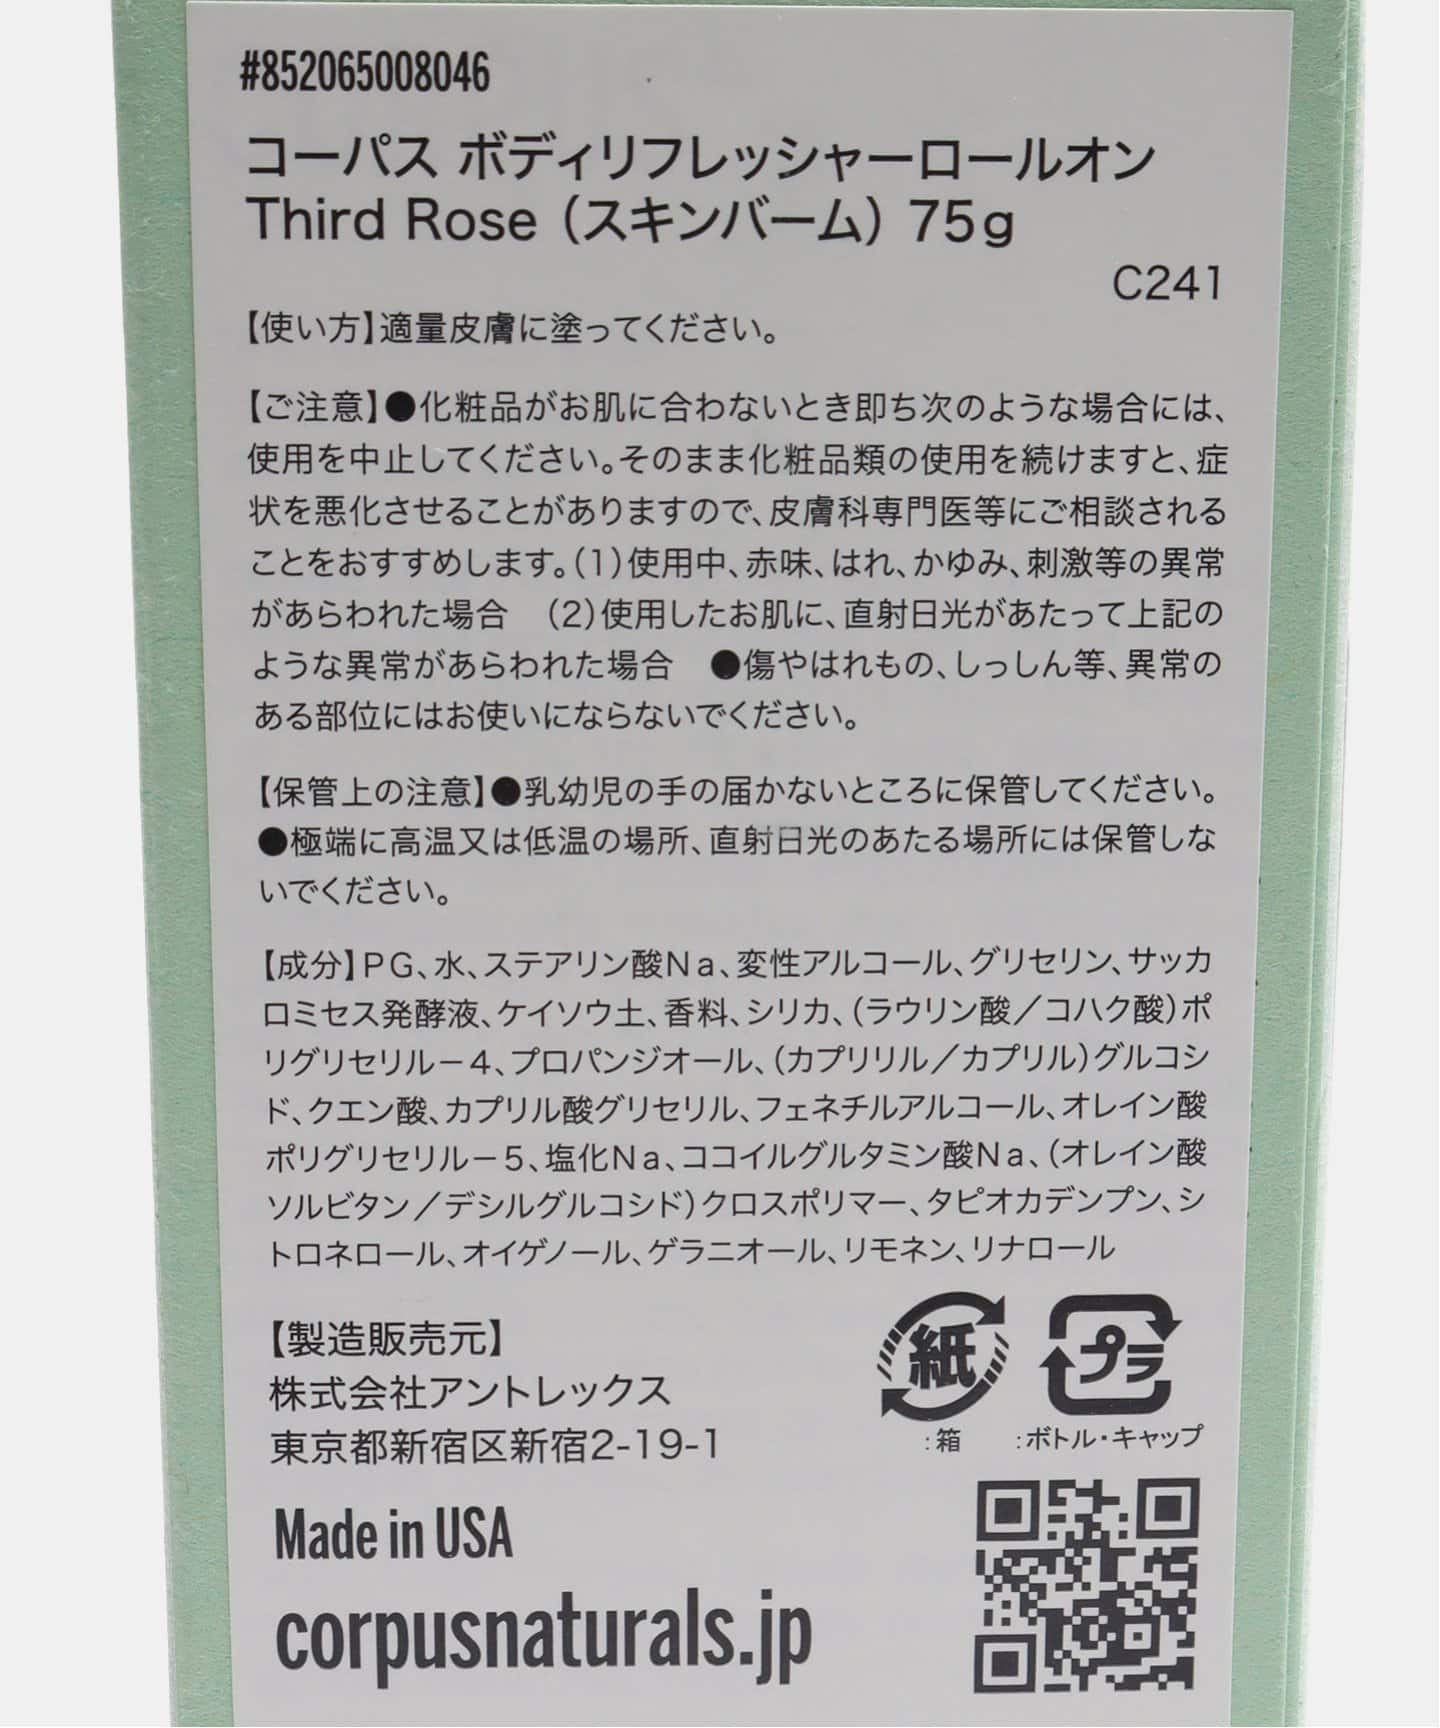 #852065008046
コーパス ボディリフレッシャーロールオン
Third Rose（スキンバーム）75g
C241
【使い方】適量皮膚に塗ってください。
【ご注意】●化粧品がお肌に合わないとき即ち次のような場合には、
使用を中止してください。そのまま化粧品類の使用を続けますと、症
状を悪化させることがありますので、皮膚科専門医等にご相談される
ことをおすすめします。（1）使用中、赤味、はれ、かゆみ、刺激等の異常
があらわれた場合　（2）使用したお肌に、直射日光があたって上記の
ような異常があらわれた場合　●傷やはれもの、しっしん等、異常の
ある部位にはお使いにならないでください。
【保管上の注意】●乳幼児の手の届かないところに保管してください。
●極端に高温又は低温の場所、直射日光のあたる場所には保管しな
いでください。
【成分】ＰＧ、水、ステアリン酸Ｎａ、変性アルコール、グリセリン、サッカ
ロミセス発酵液、ケイソウ土、香料、シリカ、（ラウリン酸／コハク酸）ポ
リグリセリル－４、プロパンジオール、（カプリリル／カプリル）グルコシ
ド、クエン酸、カプリル酸グリセリル、フェネチルアルコール、オレイン酸
ポリグリセリル－５、塩化Ｎａ、ココイルグルタミン酸Ｎａ、（オレイン酸
ソルビタン／デシルグルコシド）クロスポリマー、タピオカデンプン、シ
トロネロール、オイゲノール、ゲラニオール、リモネン、リナロール
【製造販売元】
株式会社アントレックス
東京都新宿区新宿2-19-1
紙
プラ
：箱
：ボトル・キャップ
Made in USA
corpusnaturals.jp